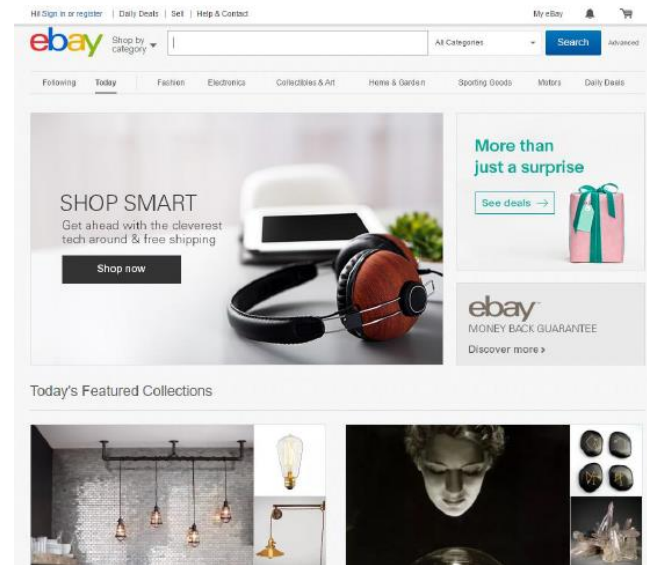 Hi! Sign in or register | Daily Deals | Sell | Help & Contact
My eBay
ebay
Shop by
category
All Categories
Search
Advanced
Following
Today
Fashion
Electronics
Collectibles & Art
Home & Garden
Sporting Goods
Motors
Daily Deals
SHOP SMART
Get ahead with the cleverest
tech around & free shipping
Shop now
More than
just a surprise
See deals →
ebay™
MONEY BACK GUARANTEE
Discover more ›
Today's Featured Collections